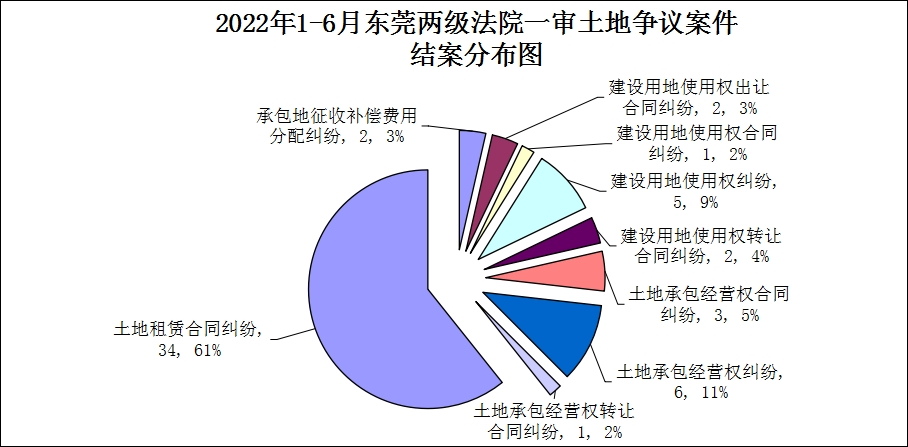 2022年1-6月东莞两级法院一审土地争议案件
结案分布图
承包地征收补偿费用
分配纠纷, 2, 3%
建设用地使用权出让
合同纠纷, 2, 3%
建设用地使用权合同
纠纷, 1, 2%
建设用地使用权纠纷,
5, 9%
建设用地使用权转让
合同纠纷, 2, 4%
土地承包经营权合同
纠纷, 3, 5%
土地承包经营权纠纷,
6, 11%
土地承包经营权转让
合同纠纷, 1, 2%
土地租赁合同纠纷,
34, 61%